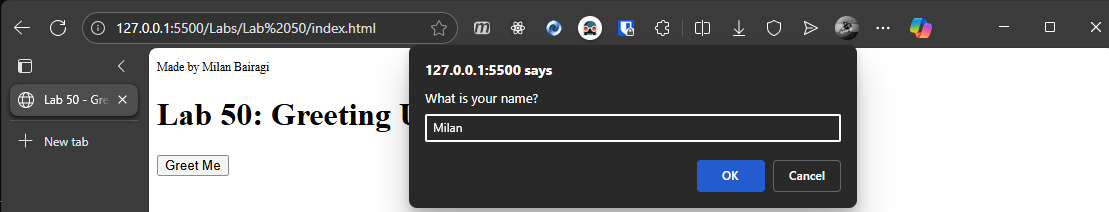 127.0.0.1:5500/Labs/Lab%2050/index.html
Lab 50 - Gre
New tab
Made by Milan Bairagi
Lab 50: Greeting
Greet Me
127.0.0.1:5500 says
What is your name?
Milan
OK
Cancel